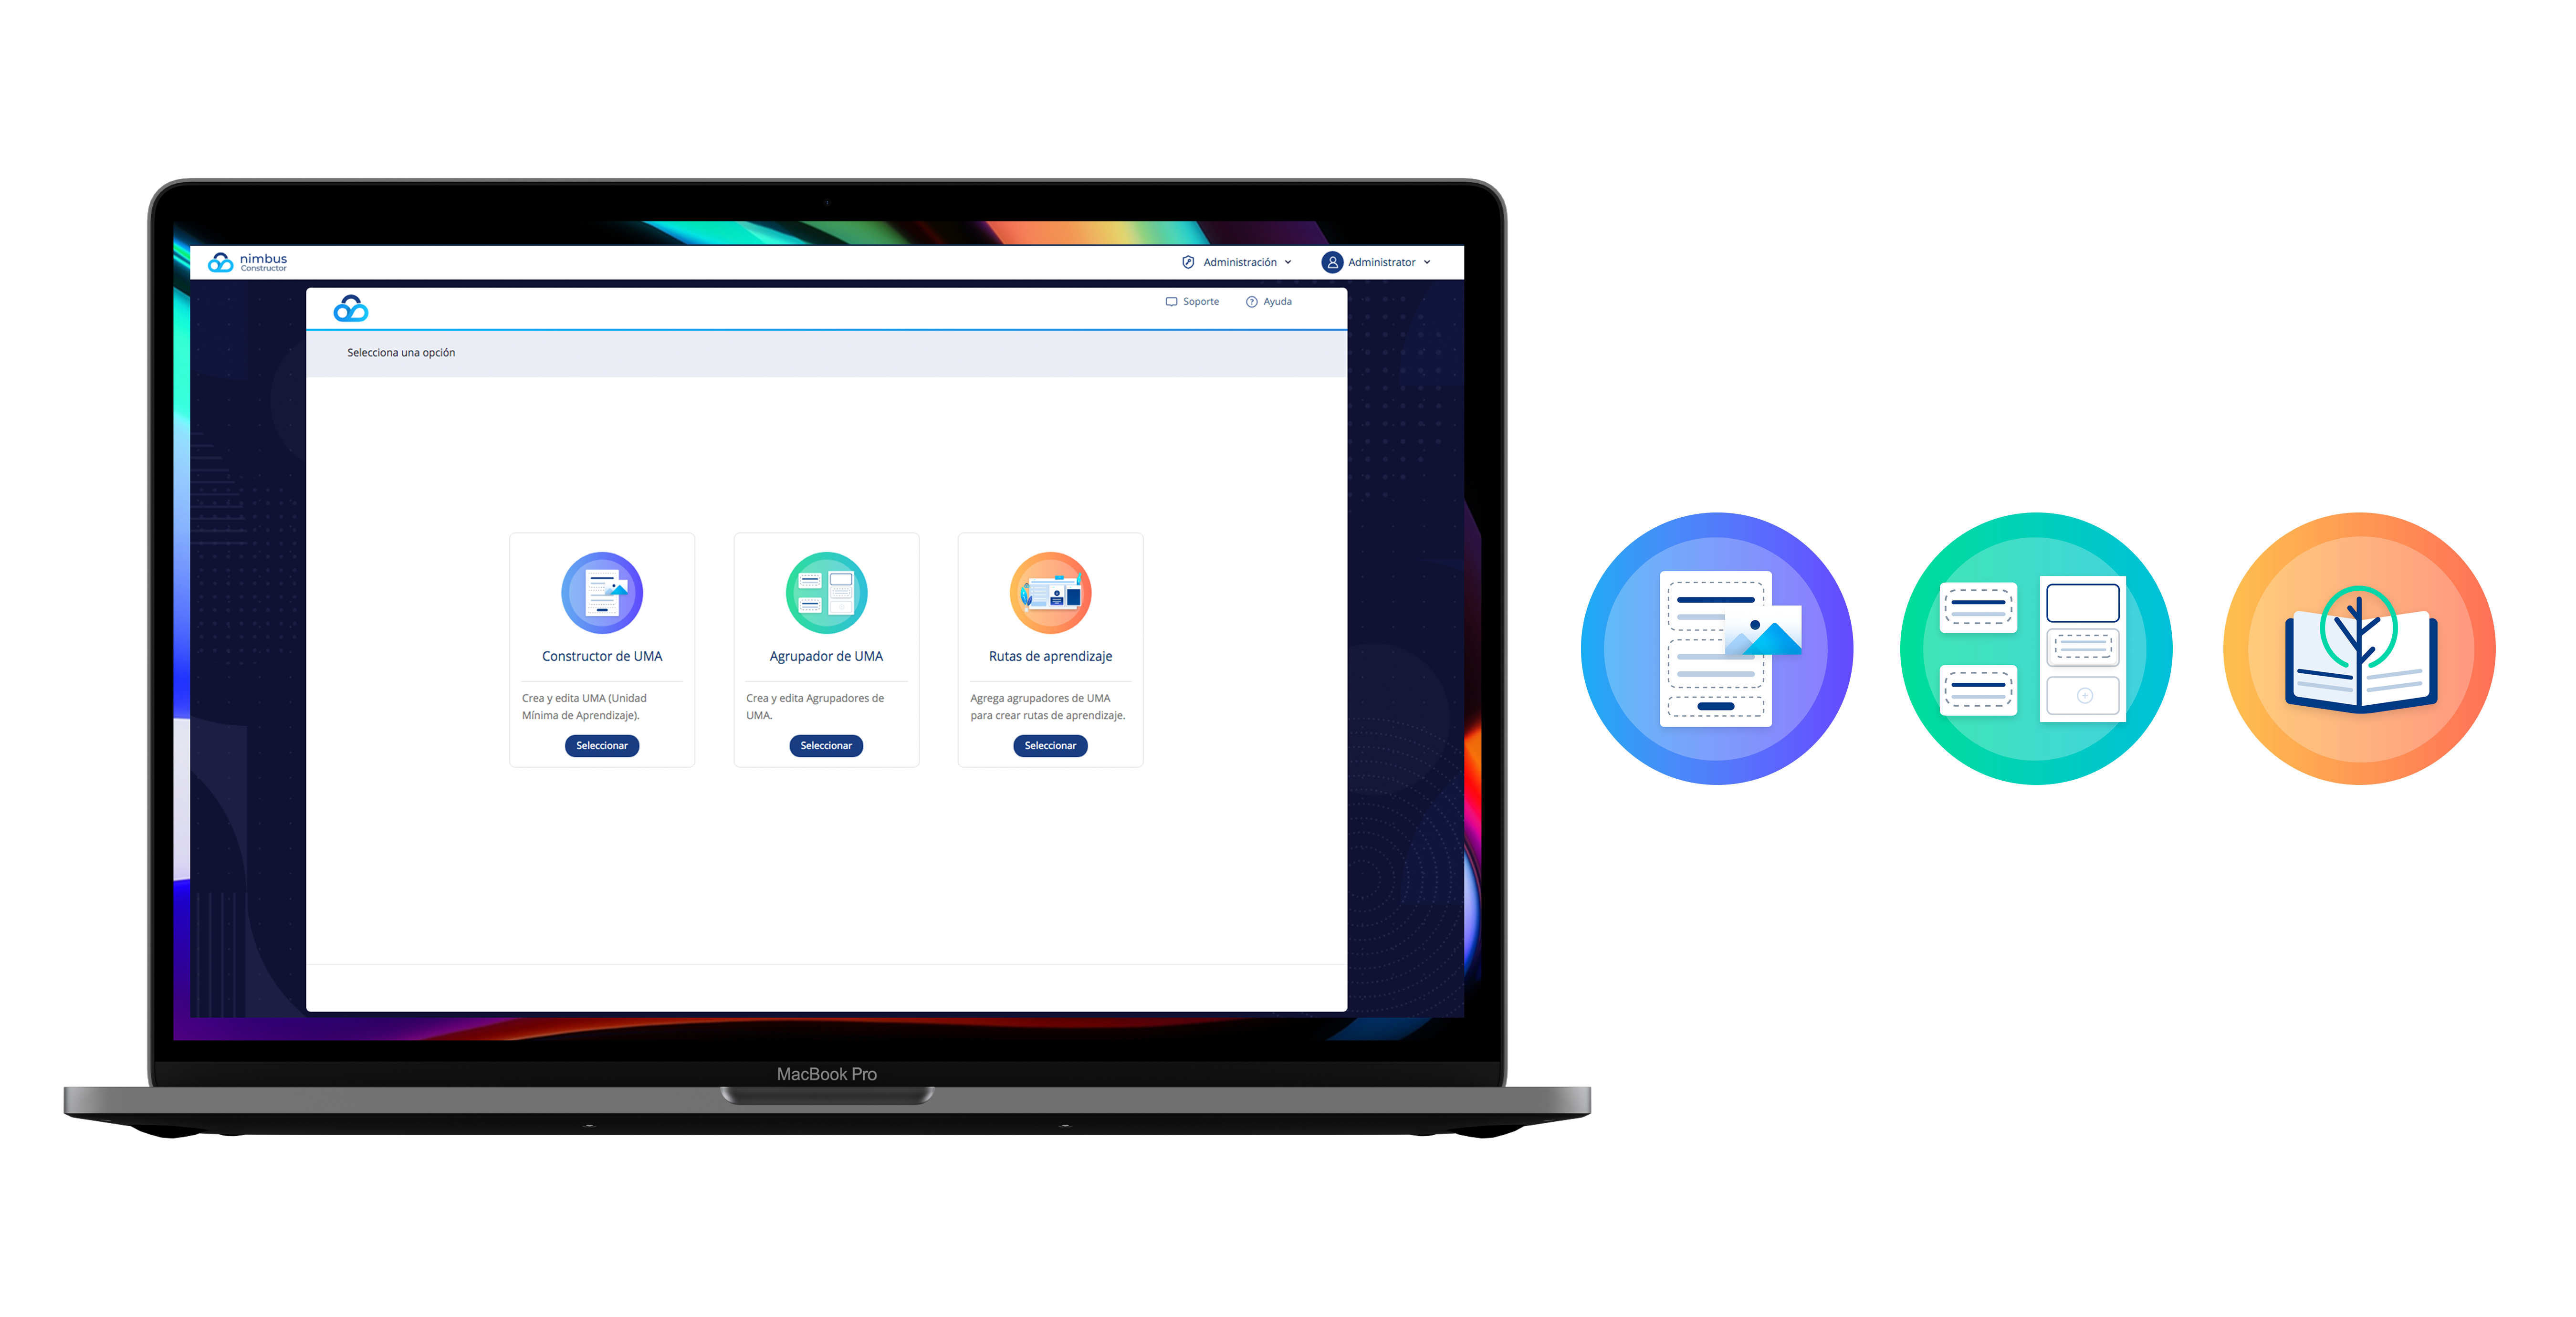 nimbus
Constructor
Administración
Administrator
Soporte
Ayuda
Selecciona una opción
Constructor de UMA
Crea y edita UMA (Unidad
Mínima de Aprendizaje).
Seleccionar
Agrupador de UMA
Crea y edita Agrupadores de
UMA.
Seleccionar
Rutas de aprendizaje
Agrega agrupadores de UMA
para crear rutas de aprendizaje.
Seleccionar
MacBook Pro